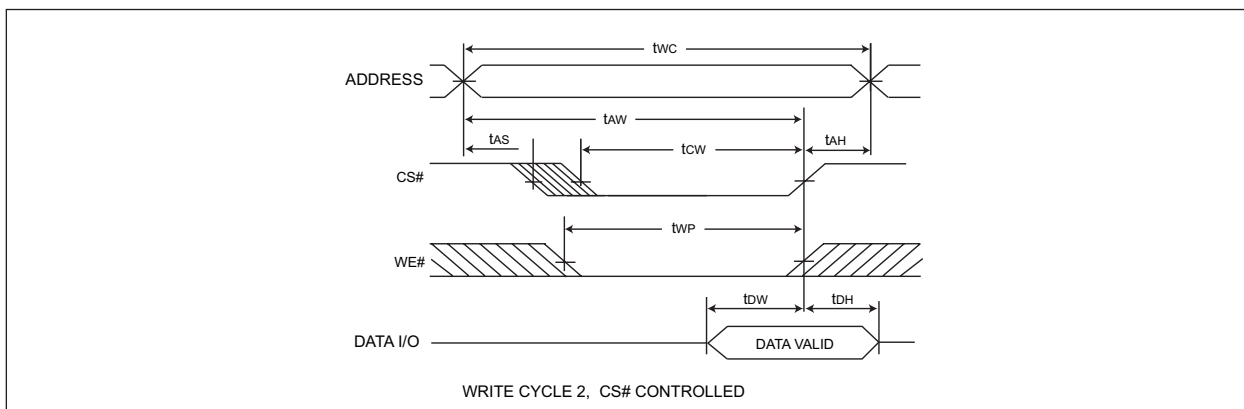 tWC
ADDRESS
tAW
tAS
tCW
tAH
CS#
tWP
WE#
tDW
tDH
DATA I/O
DATA VALID
WRITE CYCLE 2, CS# CONTROLLED